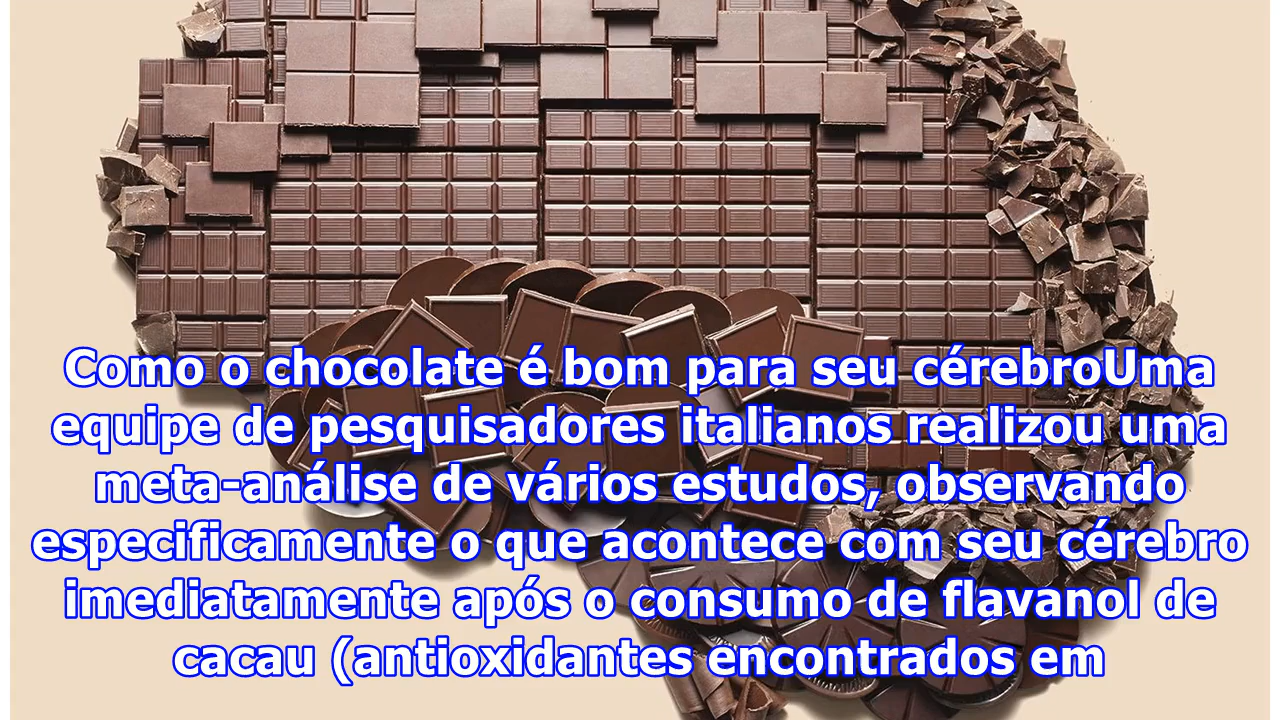 Como o chocolate é bom para seu cérebroUma
equipe de pesquisadores italianos realizou uma
meta-análise de vários estudos, observando
especificamente o que acontece com seu cérebro
imediatamente após o consumo de flavanol de
cacau (antioxidantes encontrados em